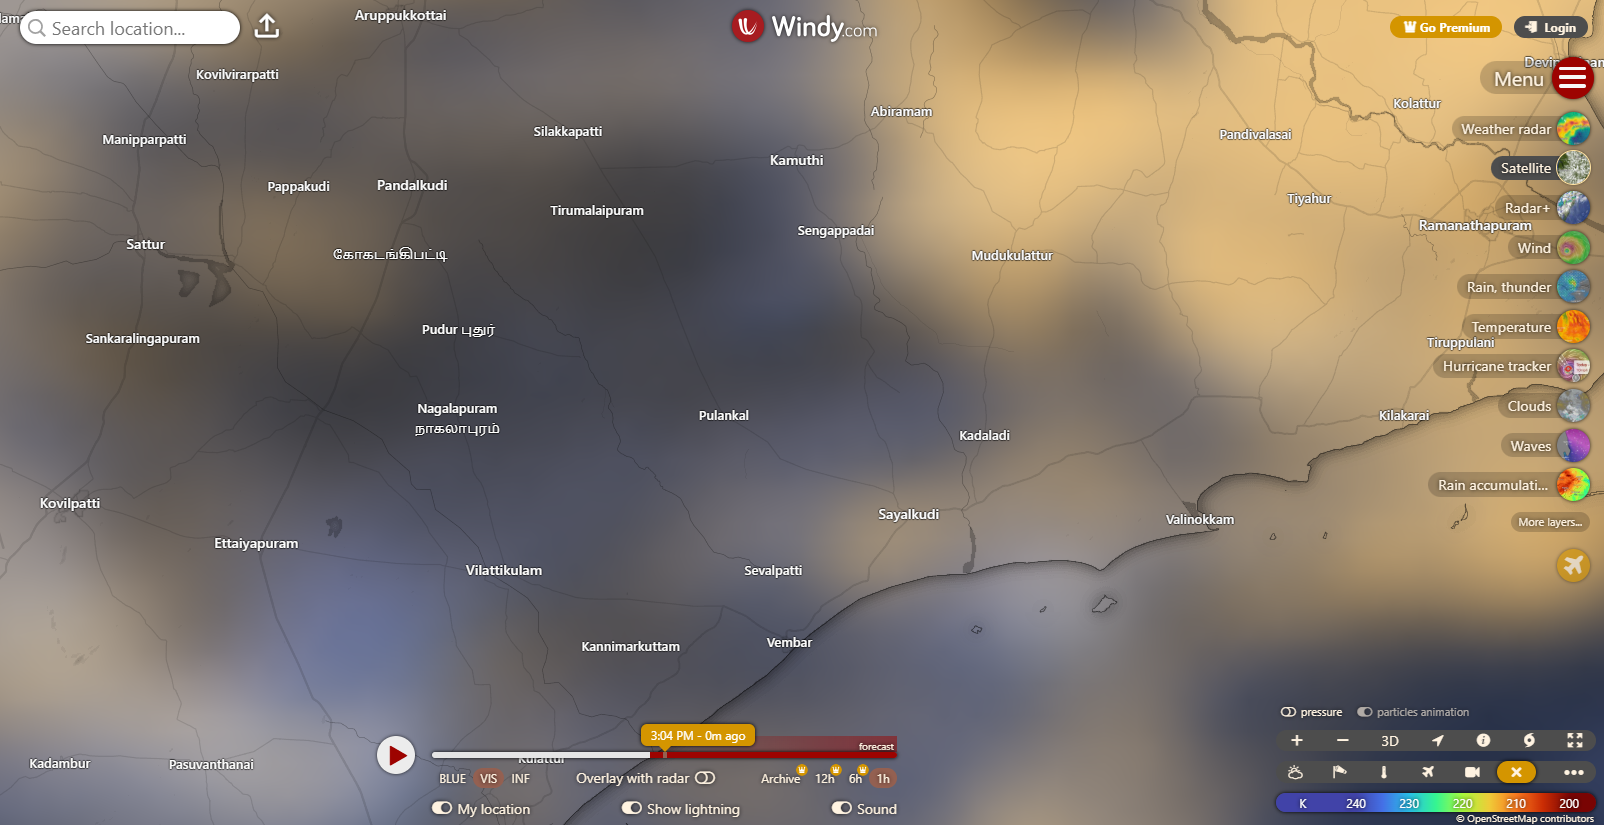 Search location...
Windy.com
Go Premium
Login
Aruppukkottai
Kovilvirarpatti
Menu
Abiramam
Kolattur
Manipparpatti
Silakkapatti
Pandivalasai
Weather radar
Kamuthi
Satellite
Pappakudi
Pandalkudi
Tirumalaipuram
Tiyahur
Radar+
Sengappadai
Ramanathapuram
Sattur
கோகடங்கிபட்டி
Mudukulattur
Wind
Rain, thunder
Pudur புதுர்
Temperature
Sankaralingapuram
Tiruppulani
Hurricane tracker
Nagalapuram
நாகலாபுரம்
Pulankal
Kadaladi
Kilakarai
Clouds
Waves
Kovilpatti
Rain accumulati...
Sayalkudi
Valinokkam
More layers...
Ettaiyapuram
Vilattikulam
Sevalpatti
Kannimarkuttam
Vembar
pressure
particles animation
3:04 PM - 0m ago
forecast
3D
Kadambur
Pasuvanthanai
Kulattur
BLUE
VIS
INF
Overlay with radar
Archive
12h
6h
1h
My location
Show lightning
Sound
K 240 230 220 210 200
© OpenStreetMap contributors